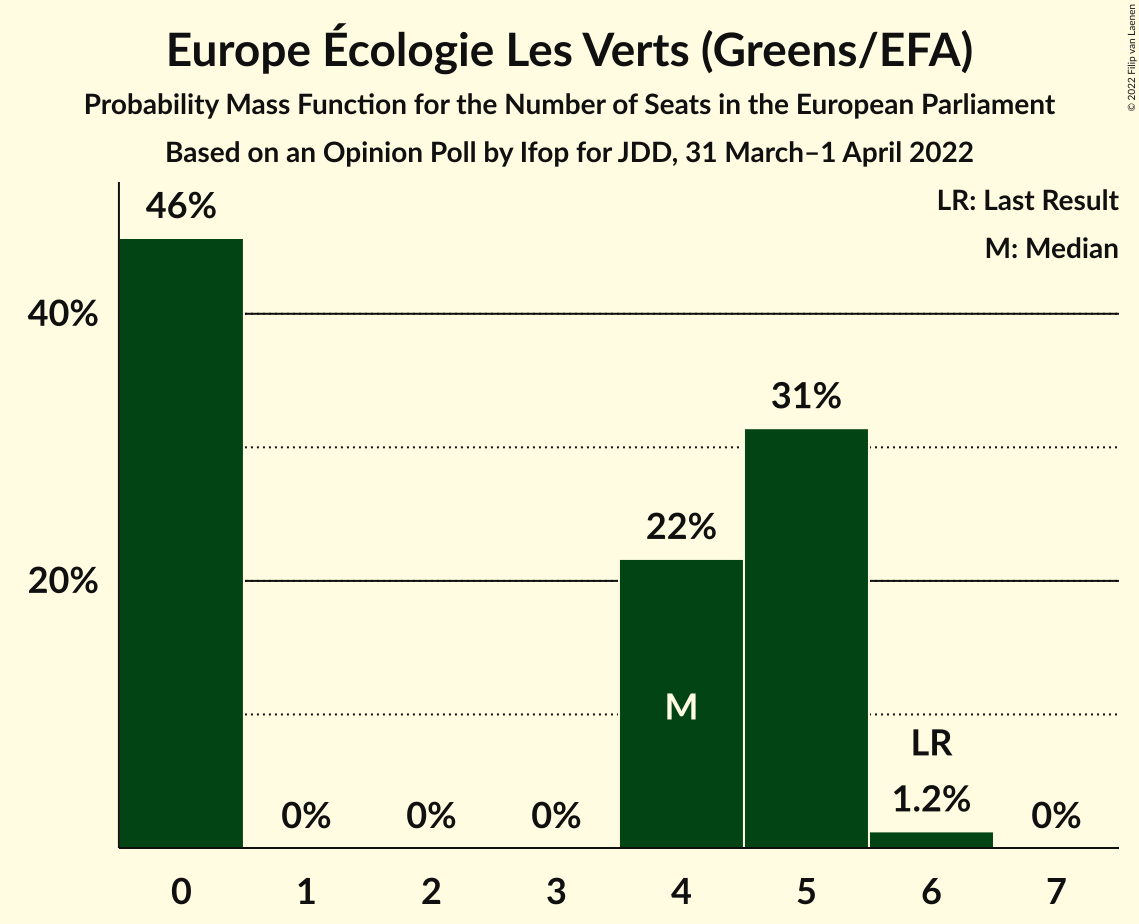 Europe Écologie Les Verts (Greens/EFA)
Probability Mass Function for the Number of Seats in the European Parliament
Based on an Opinion Poll by Ifop for JDD, 31 March–1 April 2022
© 2022 Filip van Laenen
LR: Last Result
M: Median
46%
40%
31%
22%
20%
M
LR
1.2%
0% 0% 0% 0%
0 1 2 3 4 5 6 7